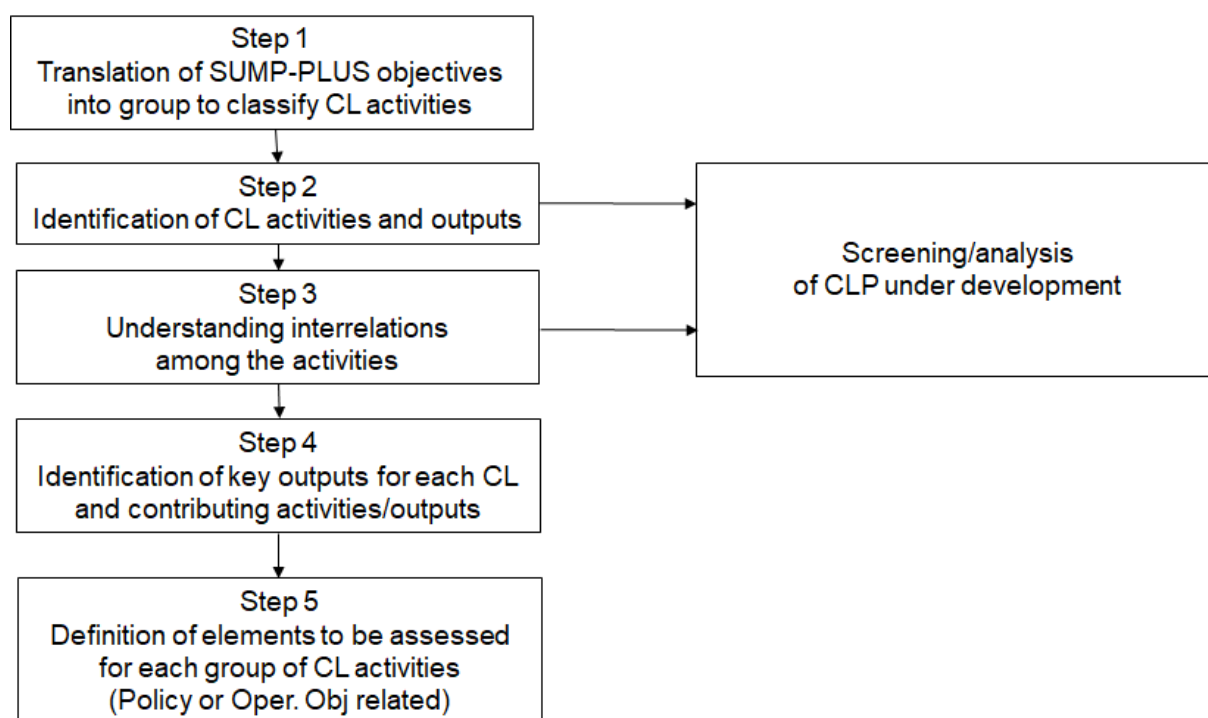 Step 1
Translation of SUMP-PLUS objectives
into group to classify CL activities
Step 2
Identification of CL activities and outputs
Step 3
Understanding interrelations
among the activities
Screening/analysis
of CLP under development
Step 4
Identification of key outputs for each CL
and contributing activities/outputs
Step 5
Definition of elements to be assessed
for each group of CL activities
(Policy or Oper. Obj related)